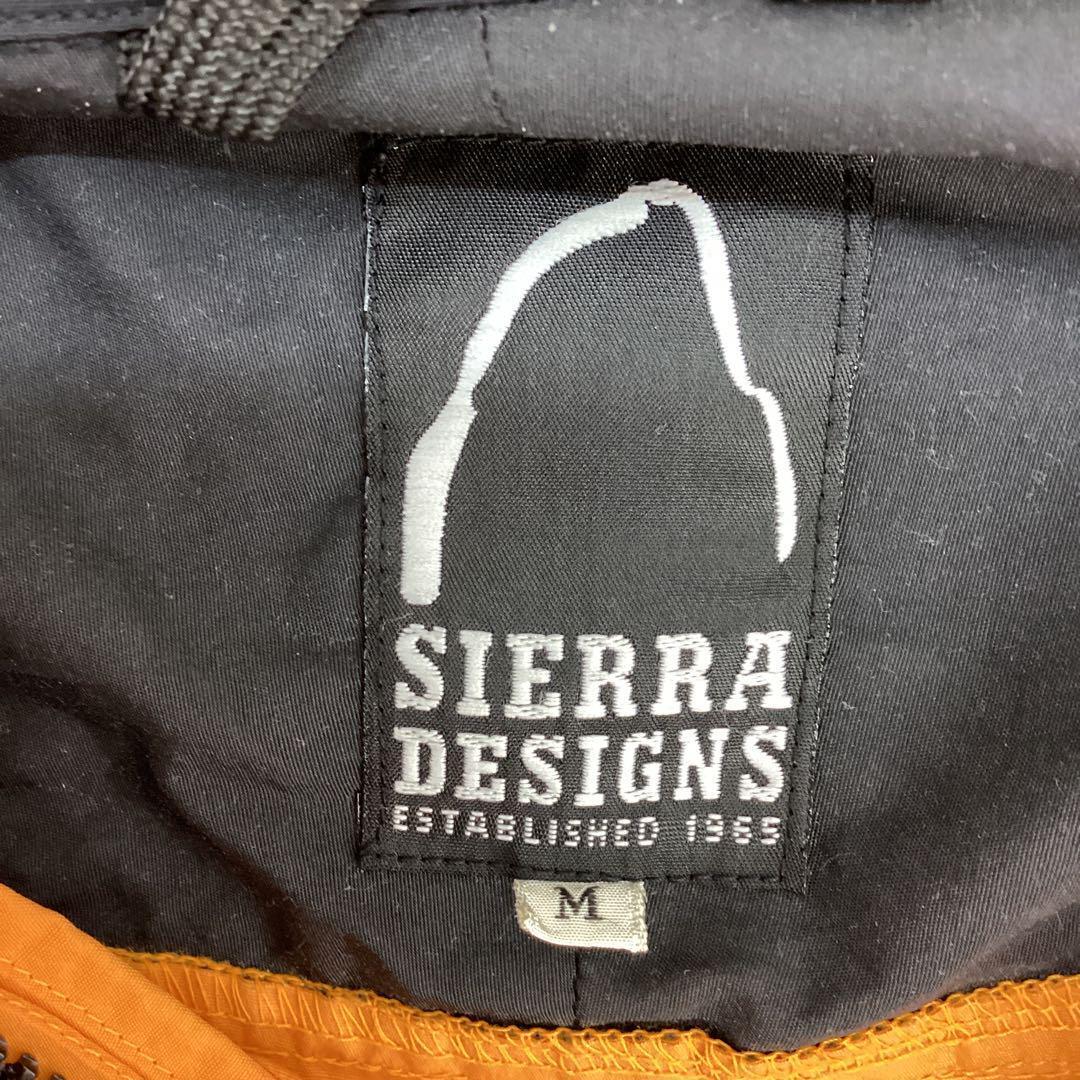 SIERRA
DESIGNS
ESTABLISHED 1965
M